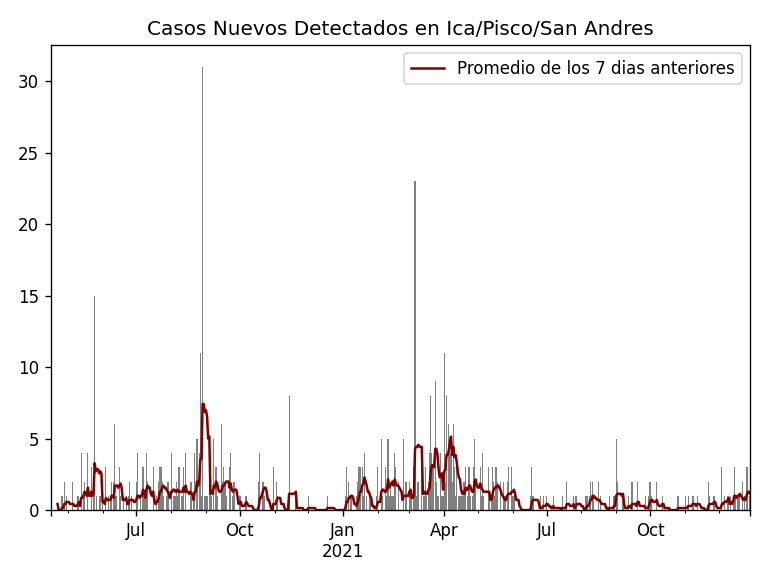 Casos Nuevos Detectados en Ica/Pisco/San Andres
Promedio de los 7 dias anteriores
30
25
20
15
10
5
0
Jul
Oct
Jan
2021
Apr
Jul
Oct